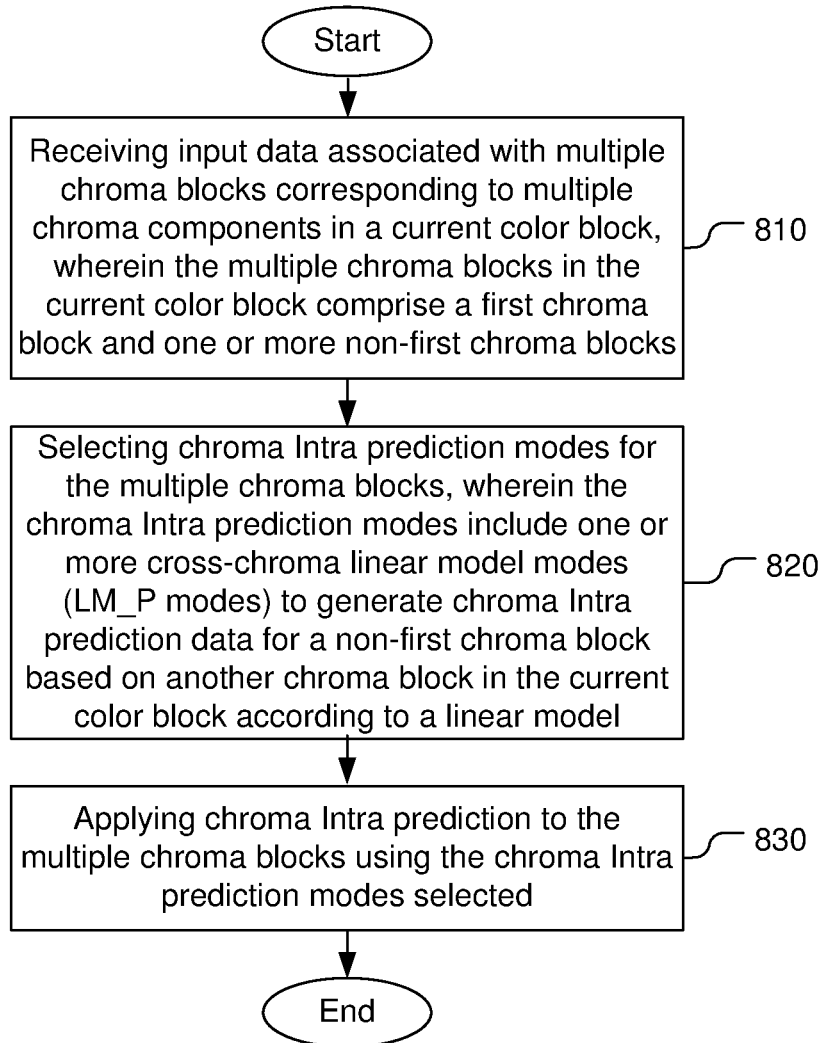 Start
Receiving input data associated with multiple
chroma blocks corresponding to multiple
chroma components in a current color block,
wherein the multiple chroma blocks in the
current color block comprise a first chroma
block and one or more non-first chroma blocks
810
Selecting chroma Intra prediction modes for
the multiple chroma blocks, wherein the
chroma Intra prediction modes include one or
more cross-chroma linear model modes
(LM_P modes) to generate chroma Intra
prediction data for a non-first chroma block
based on another chroma block in the current
color block according to a linear model
820
Applying chroma Intra prediction to the
multiple chroma blocks using the chroma Intra
prediction modes selected
830
End